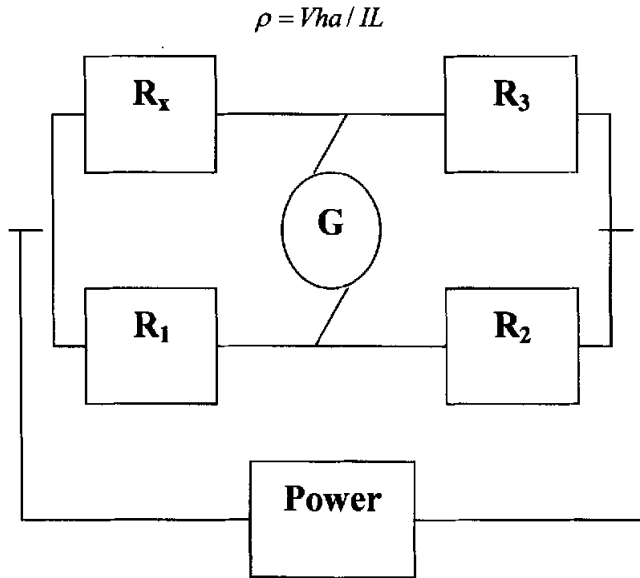 ρ = Vha / IL
Rₓ
R₃
G
R₁
R₂
Power